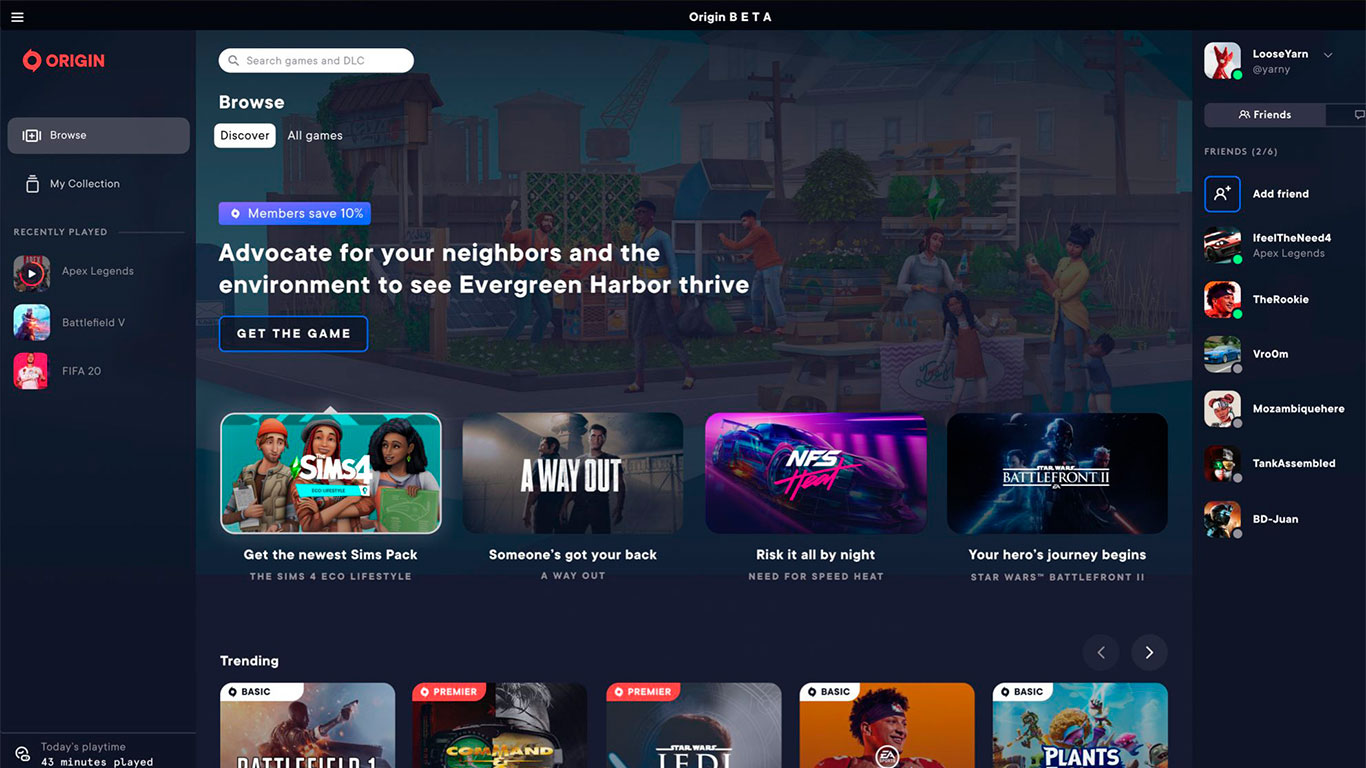 Origin BETA
ORIGIN
Browse
My Collection
RECENTLY PLAYED
Apex Legends
Battlefield V
FIFA 20
Today's playtime
43 minutes played
Search games and DLC
Browse
Discover
All games
Members save 10%
Advocate for your neighbors and the
environment to see Evergreen Harbor thrive
GET THE GAME
THE SIMS 4
ECO LIFESTYLE
Get the newest Sims Pack
THE SIMS 4 ECO LIFESTYLE
A WAY OUT
Someone's got your back
A WAY OUT
NFS
Heat
Risk it all by night
NEED FOR SPEED HEAT
STAR WARS
BATTLEFRONT II
EA
Your hero's journey begins
STAR WARS™ BATTLEFRONT II
Trending
BASIC
BATTLEFIELD 1
PREMIER
COMMAND
PREMIER
STAR WARS
JEDI
BASIC
EA
SPORTS
BASIC
PLANTS
LooseYarn
@yarny
Friends
FRIENDS (2/6)
Add friend
IfeelTheNeed4
Apex Legends
TheRookie
Vro0m
Mozambiquehere
TankAssembled
BD-Juan